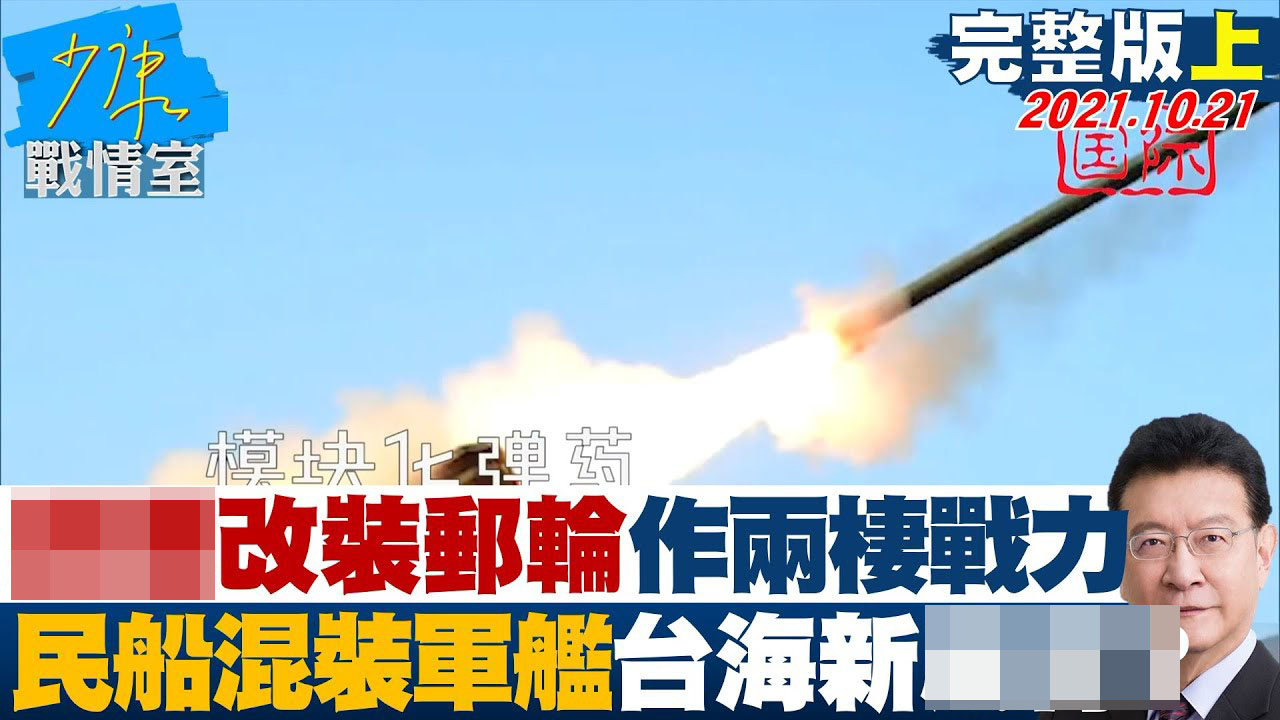 少康
戰情室
完整版上
2021.10.21
国际
模块化弹药
改裝郵輪作兩棲戰力
民船混裝軍艦台海新